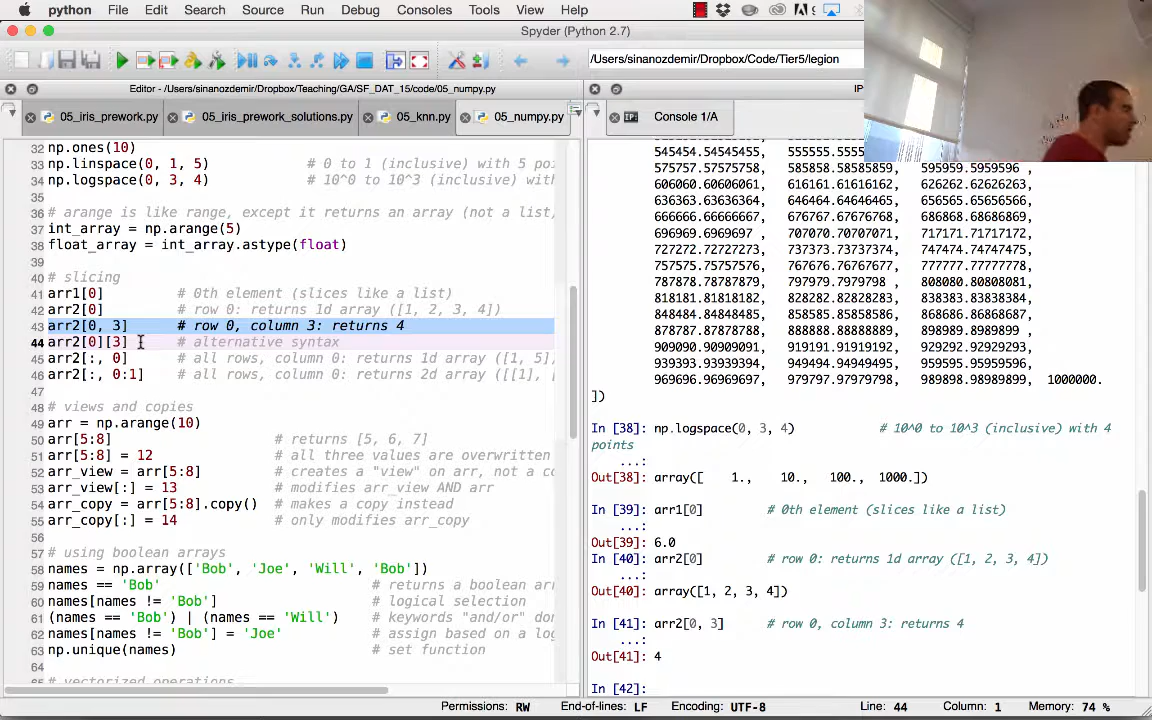 python File Edit Search Source Run Debug Consoles Tools View Help
Spyder (Python 2.7)
/Users/sinanozdemir/Dropbox/Code/Tier5/legion
Editor - /Users/sinanozdemir/Dropbox/Teaching/GA/SF_DAT_15/code/05_numpy.py
05_iris_prework.py 05_iris_prework_solutions.py 05_knn.py 05_numpy.py
32 np.ones(10)
33 np.linspace(0, 1, 5) # 0 to 1 (inclusive) with 5 poi
34 np.logspace(0, 3, 4) # 10^0 to 10^3 (inclusive) wit
35
36 # arange is like range, except it returns an array (not a list,
37 int_array = np.arange(5)
38 float_array = int_array.astype(float)
39
40 # slicing
41 arr1[0] # 0th element (slices like a list)
42 arr2[0] # row 0: returns 1d array ([1, 2, 3, 4])
43 arr2[0, 3] # row 0, column 3: returns 4
44 arr2[0][3] # alternative syntax
45 arr2[:, 0] # all rows, column 0: returns 1d array ([1, 5]
46 arr2[:, 0:1] # all rows, column 0: returns 2d array ([[1], [
47
48 # views and copies
49 arr = np.arange(10)
50 arr[5:8] # returns [5, 6, 7]
51 arr[5:8] = 12 # all three values are overwritten
52 arr_view = arr[5:8] # creates a "view" on arr, not a co
53 arr_view[:] = 13 # modifies arr_view AND arr
54 arr_copy = arr[5:8].copy() # makes a copy instead
55 arr_copy[:] = 14 # only modifies arr_copy
56
57 # using boolean arrays
58 names = np.array(['Bob', 'Joe', 'Will', 'Bob'])
59 names == 'Bob' # returns a boolean arr
60 names[names != 'Bob'] # logical selection
61 (names == 'Bob') | (names == 'Will') # keywords "and/or" don
62 names[names != 'Bob'] = 'Joe' # assign based on a log
63 np.unique(names) # set function
64
# vectorized operations
IP
Console 1/A
545454.54545455, 555555.555
575757.57575758, 585858.58585859, 595959.5959596 ,
606060.60606061, 616161.61616162, 626262.62626263,
636363.63636364, 646464.64646465, 656565.65656566,
666666.66666667, 676767.67676768, 686868.68686869,
696969.6969697 , 707070.70707071, 717171.71717172,
727272.72727273, 737373.73737374, 747474.74747475,
757575.75757576, 767676.76767677, 777777.77777778,
787878.78787879, 797979.7979798 , 808080.80808081,
818181.81818182, 828282.82828283, 838383.83838384,
848484.84848485, 858585.85858586, 868686.86868687,
878787.87878788, 888888.88888889, 898989.8989899 ,
909090.90909091, 919191.91919192, 929292.92929293,
939393.93939394, 949494.94949495, 959595.95959596,
969696.96969697, 979797.97979798, 989898.98989899, 1000000.
])
In [38]: np.logspace(0, 3, 4) # 10^0 to 10^3 (inclusive) with 4
points
...:
Out[38]: array([ 1., 10., 100., 1000.])
In [39]: arr1[0] # 0th element (slices like a list)
...:
Out[39]: 6.0
In [40]: arr2[0] # row 0: returns 1d array ([1, 2, 3, 4])
...:
Out[40]: array([1, 2, 3, 4])
In [41]: arr2[0, 3] # row 0, column 3: returns 4
...:
Out[41]: 4
In [42]:
Permissions: RW End-of-lines: LF Encoding: UTF-8 Line: 44 Column: 1 Memory: 74 %